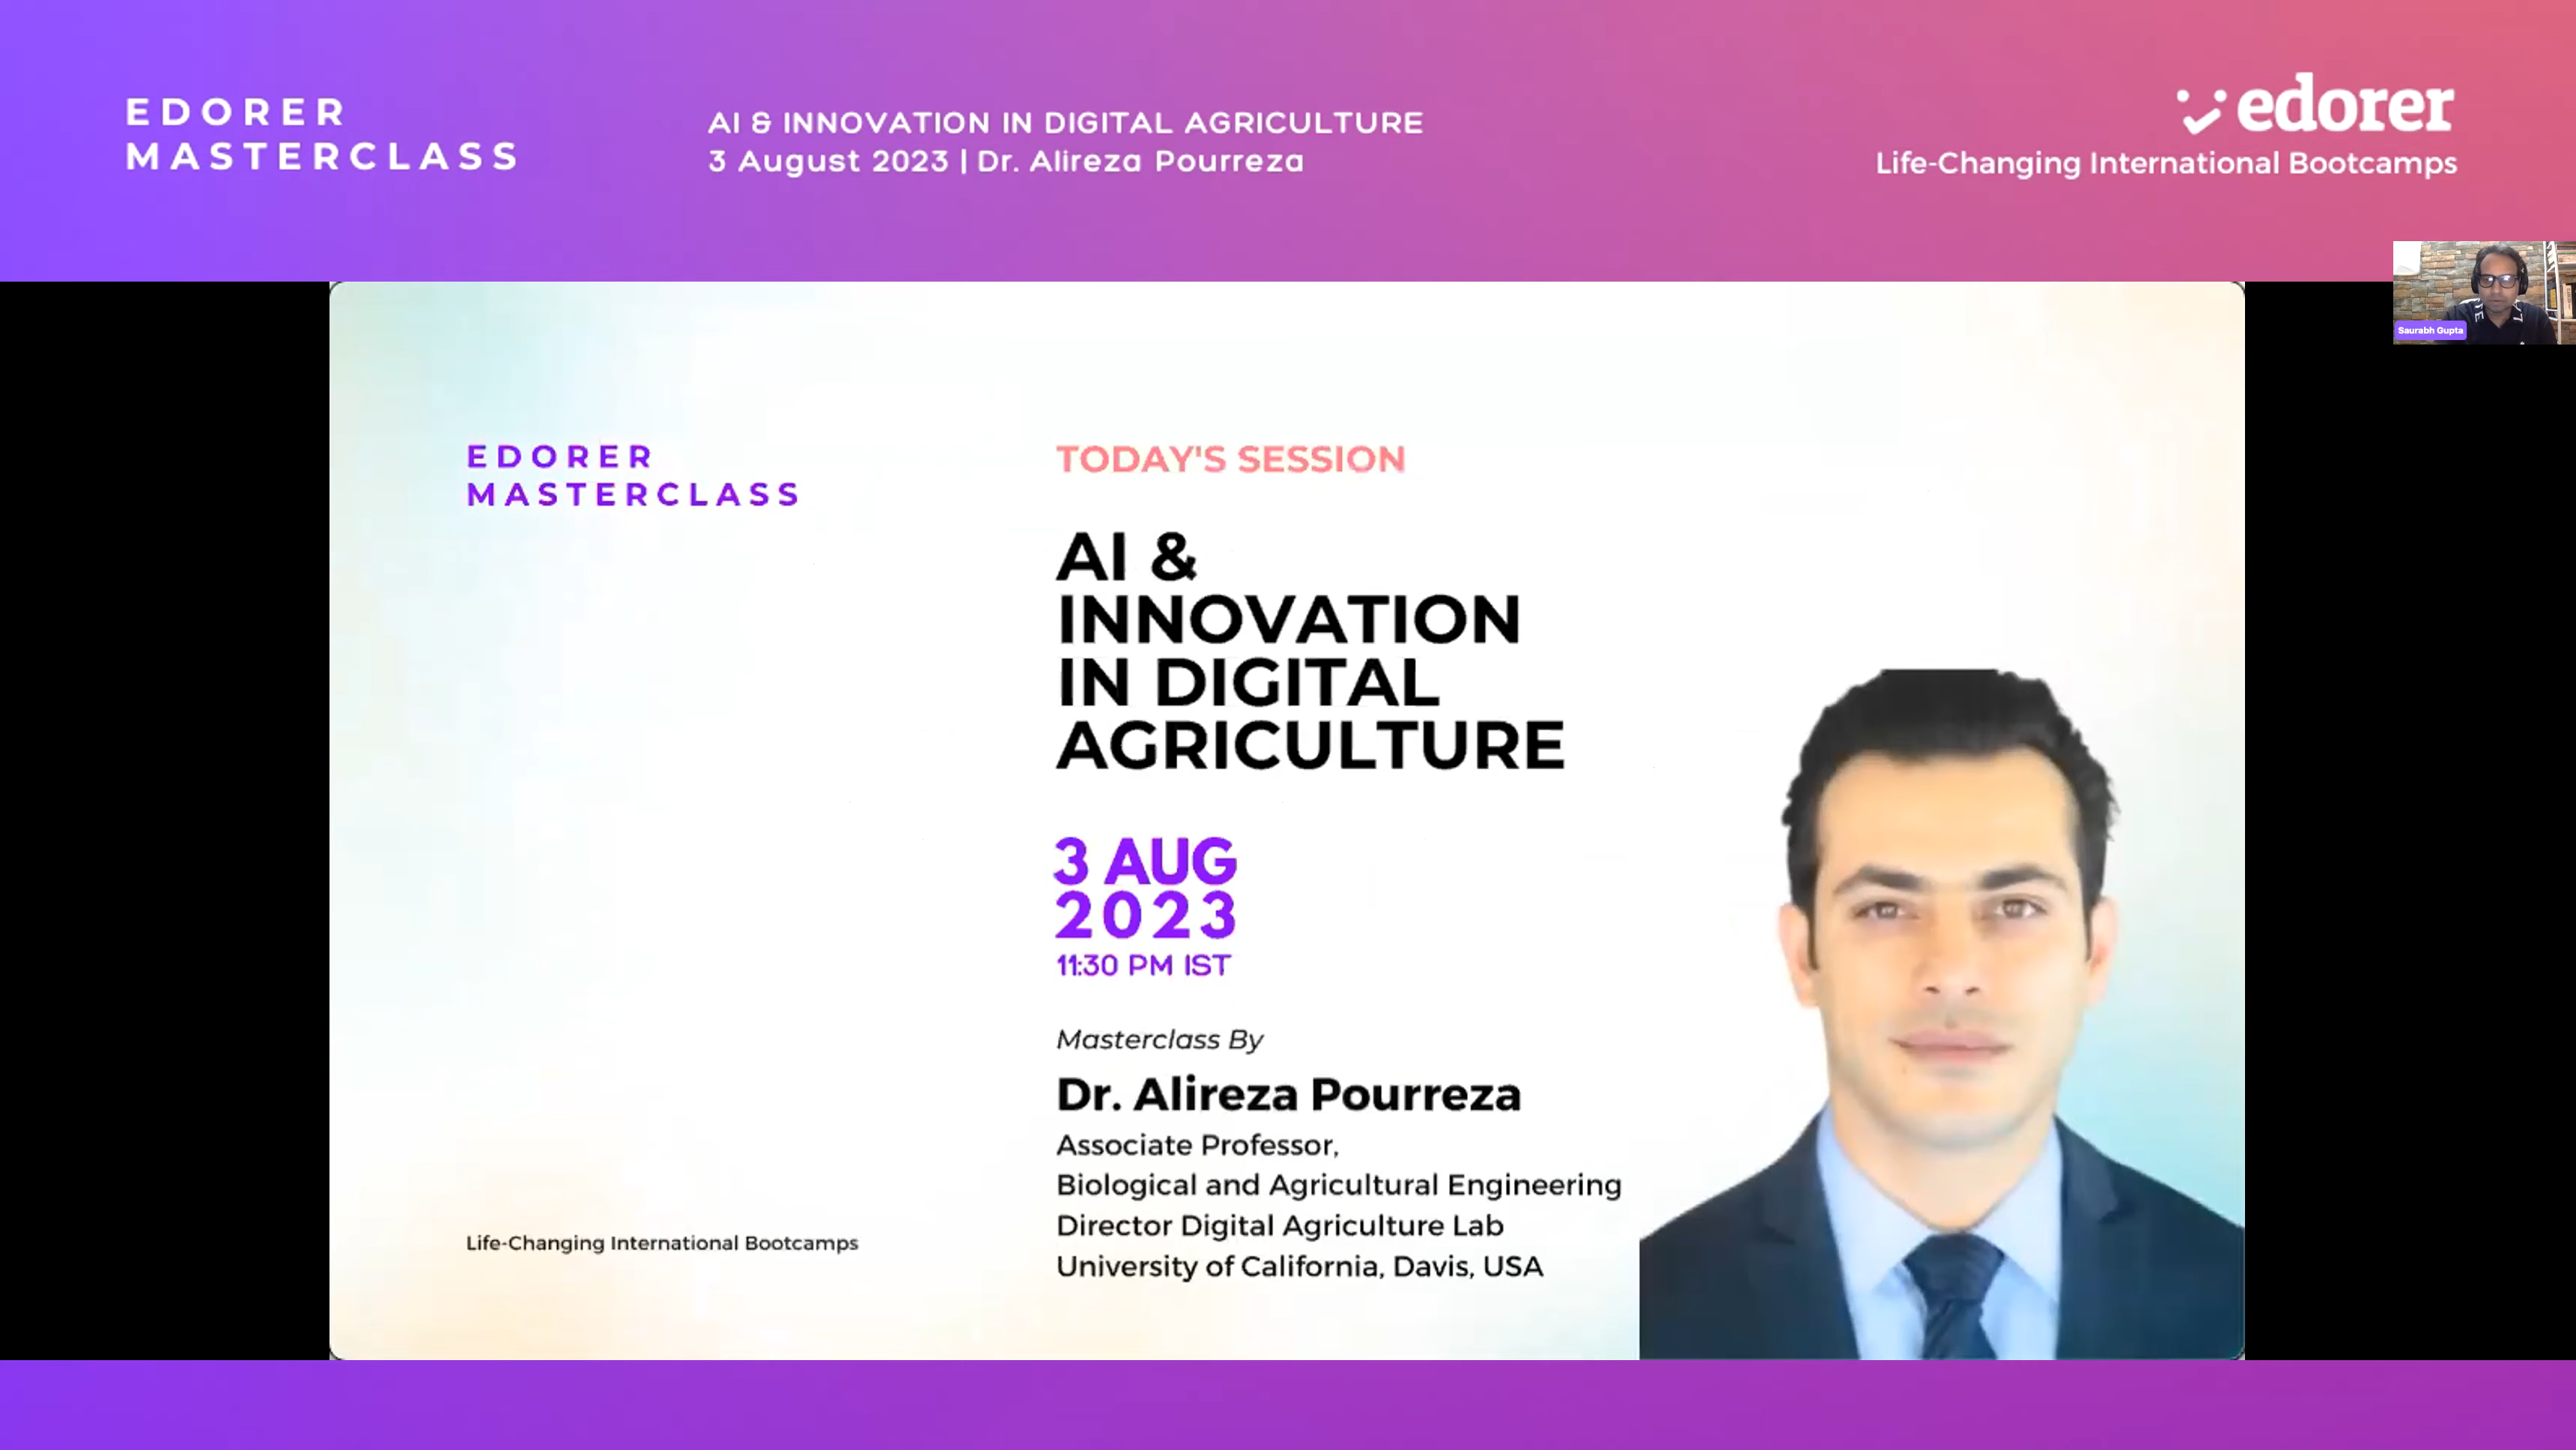 EDORER
MASTERCLASS
AI & INNOVATION IN DIGITAL AGRICULTURE
3 August 2023 | Dr. Alireza Pourreza
edorer
Life-Changing International Bootcamps
Saurabh Gupta
EDORER
MASTERCLASS
TODAY'S SESSION
AI &
INNOVATION
IN DIGITAL
AGRICULTURE
3 AUG
2023
11:30 PM IST
Masterclass By
Dr. Alireza Pourreza
Associate Professor,
Biological and Agricultural Engineering
Director Digital Agriculture Lab
University of California, Davis, USA
Life-Changing International Bootcamps